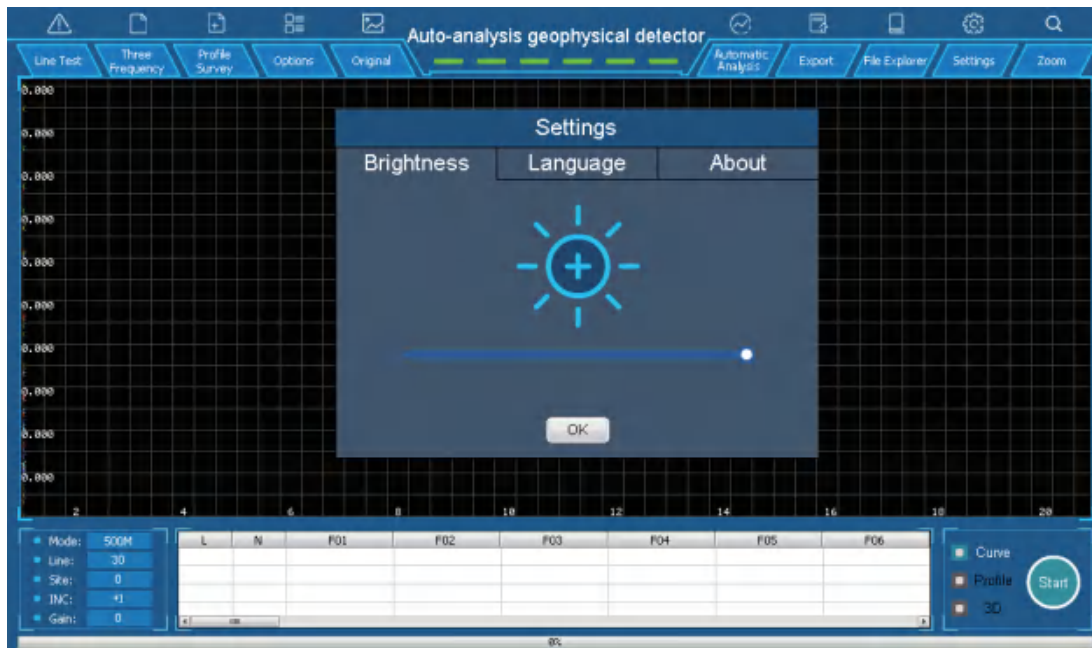 Auto-analysis geophysical detector
Line Test
Three
Frequency
Profile
Survey
Options
Original
Automatic
Analysis
Export
File Explorer
Settings
Zoom
0.000
0.000
0.000
0.000
0.000
0.000
0.000
0.000
0.000
0.000
Settings
Brightness Language About
OK
2 4 6 8 10 12 14 16 18 20
Mode: 500M
Line: 30
Site: 0
INC: +1
Gain: 0
L N F01 F02 F03 F04 F05 F06
Curve
Profile
3D
Start
0%